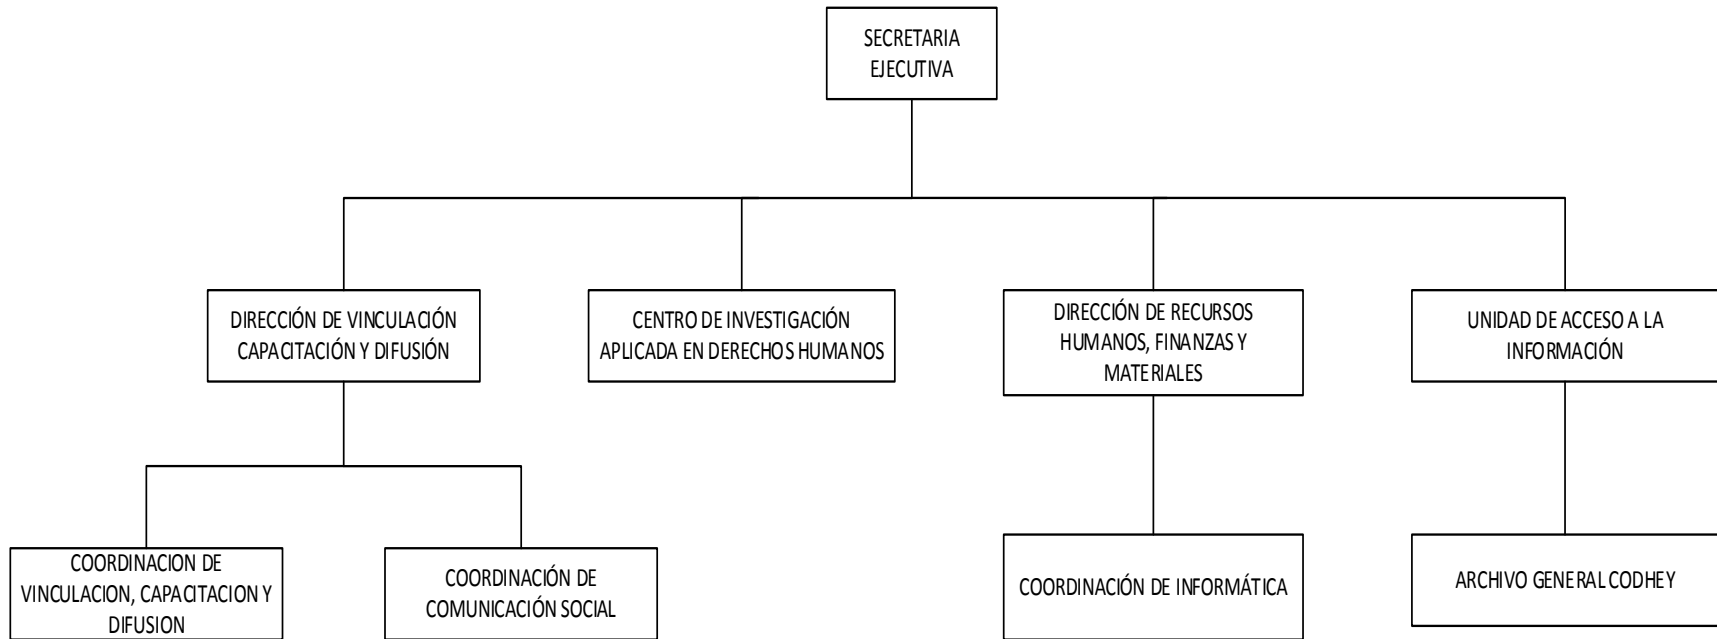 SECRETARIA
EJECUTIVA
DIRECCIÓN DE VINCULACIÓN
CAPACITACIÓN Y DIFUSIÓN
CENTRO DE INVESTIGACIÓN
APLICADA EN DERECHOS HUMANOS
DIRECCIÓN DE RECURSOS
HUMANOS, FINANZAS Y
MATERIALES
UNIDAD DE ACCESO A LA
INFORMACIÓN
COORDINACION DE
VINCULACION, CAPACITACION Y
DIFUSION
COORDINACIÓN DE
COMUNICACIÓN SOCIAL
COORDINACIÓN DE INFORMÁTICA
ARCHIVO GENERAL CODHEY